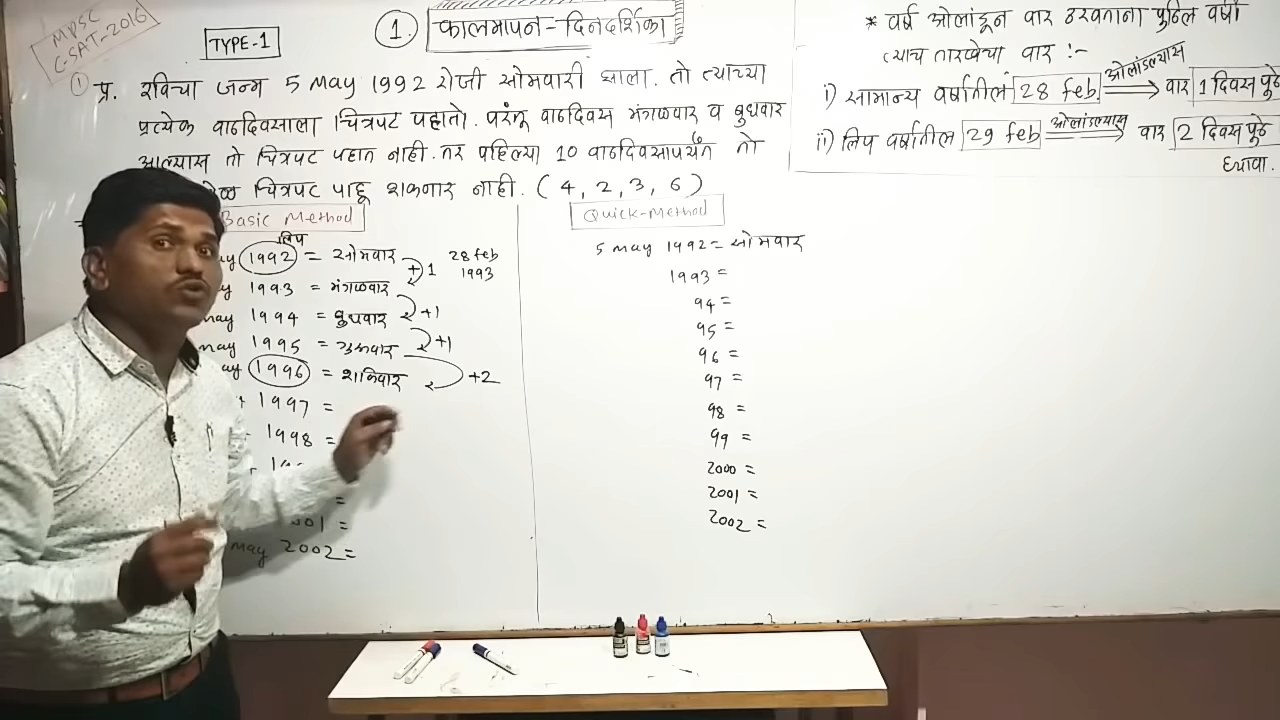 MPSC
C-SAT-2016
TYPE-1
1. कालमापन-दिनदर्शिका
① प्र. रविचा जन्म 5 May 1992 रोजी सोमवारी झाला. तो त्याच्या
प्रत्येक वाढदिवसाला चित्रपट पहातो. परंतू वाढदिवस मंगळवार व बुधवार
आल्यास तो चित्रपट पहात नाही. तर पहिल्या 10 वाढदिवसापर्यंत तो
चित्रपट पाहू शकणार नाही. (4, 2, 3, 6)
* वर्ष ओलांडून वार ठरवताना पुढील वर्षी
त्याच तारखेचा वार :-
i) सामान्य वर्षातील 28 feb. ओलांडल्यास वार 1 दिवस पुढे
ii) लिप वर्षातील 29 feb ओलांडल्यास वार 2 दिवस पुढे
घ्यावा.
Basic Method
लिप
1992 = सोमवार
+1 28 feb
1993
1993 = मंगळवार
+1
may 1994 = बुधवार
+1
may 1995 = गुरुवार
+2
1996 = शनिवार
1997 =
1998 =
=
001 =
may 2002 =
Quick-Method
5 may 1992 = सोमवार
1993 =
94 =
95 =
96 =
97 =
98 =
99 =
2000 =
2001 =
2002 =